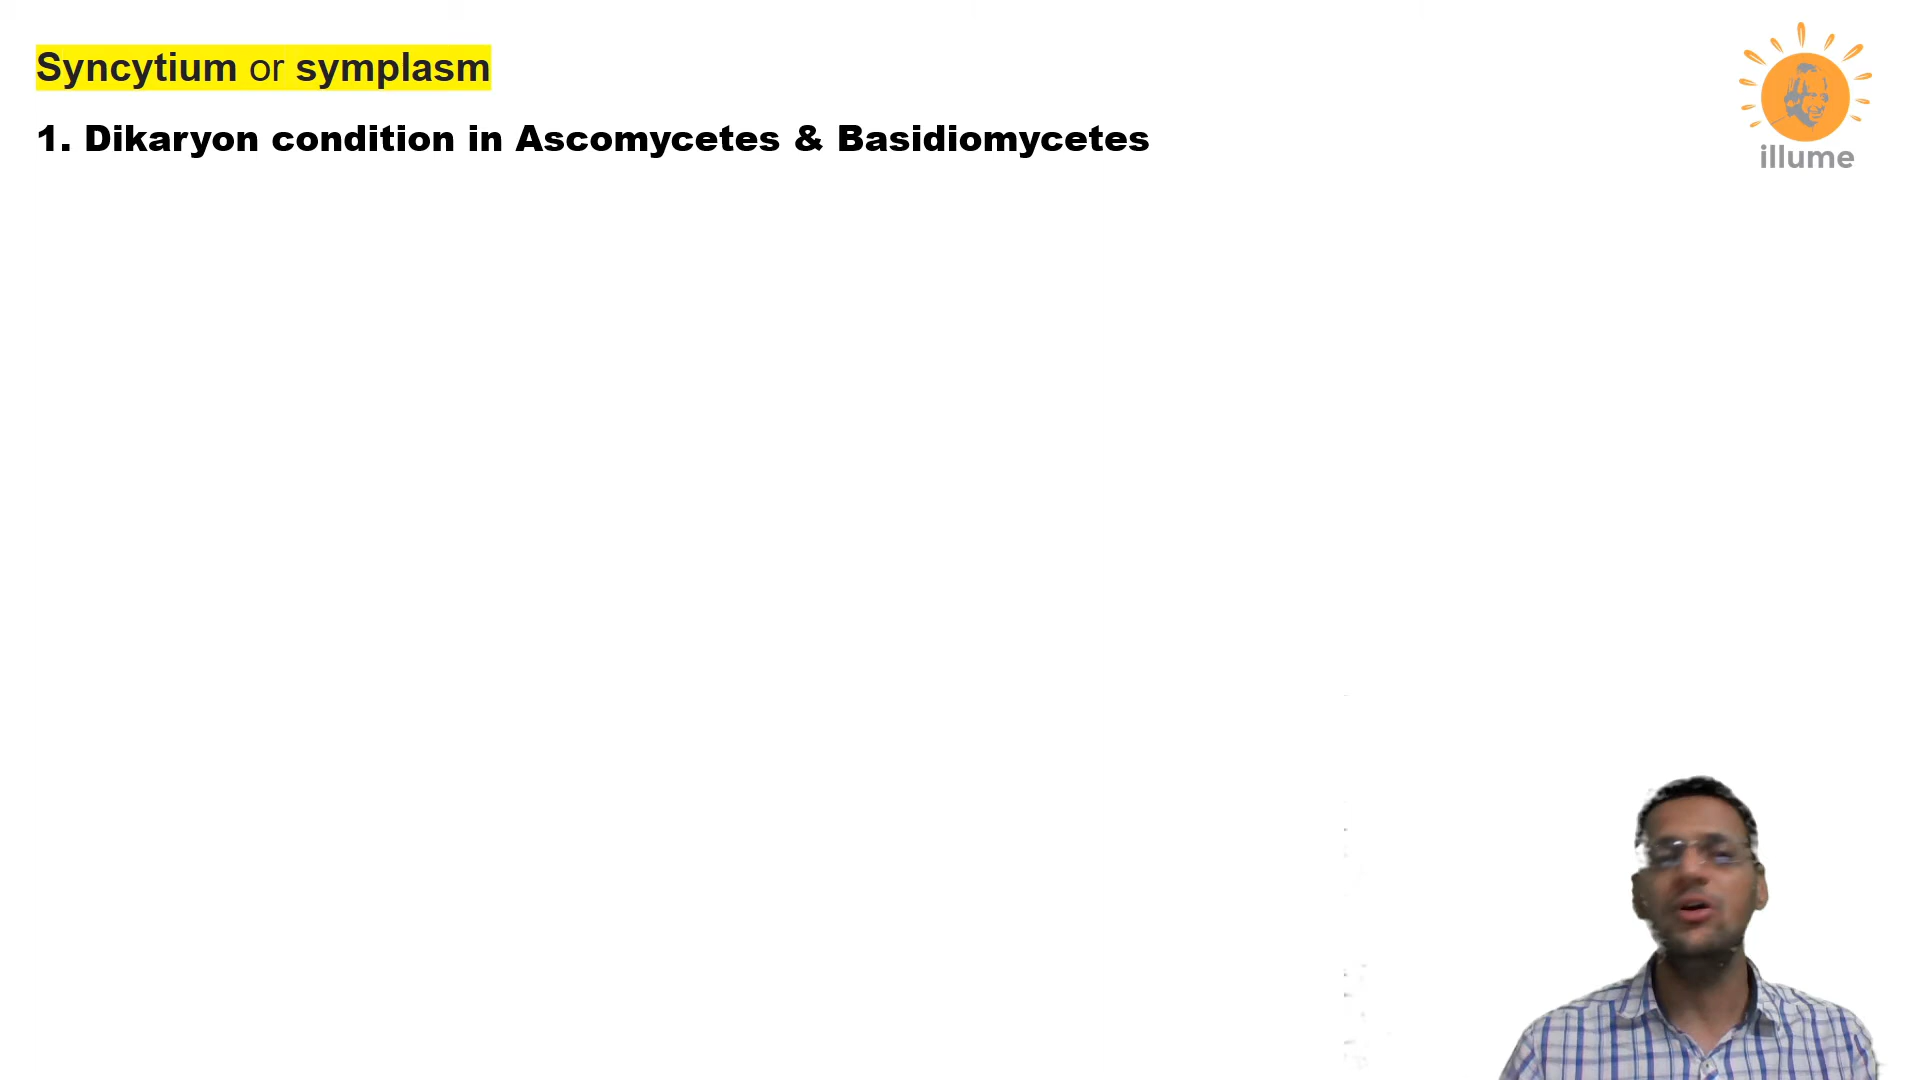 Syncytium or symplasm
1. Dikaryon condition in Ascomycetes & Basidiomycetes
illume